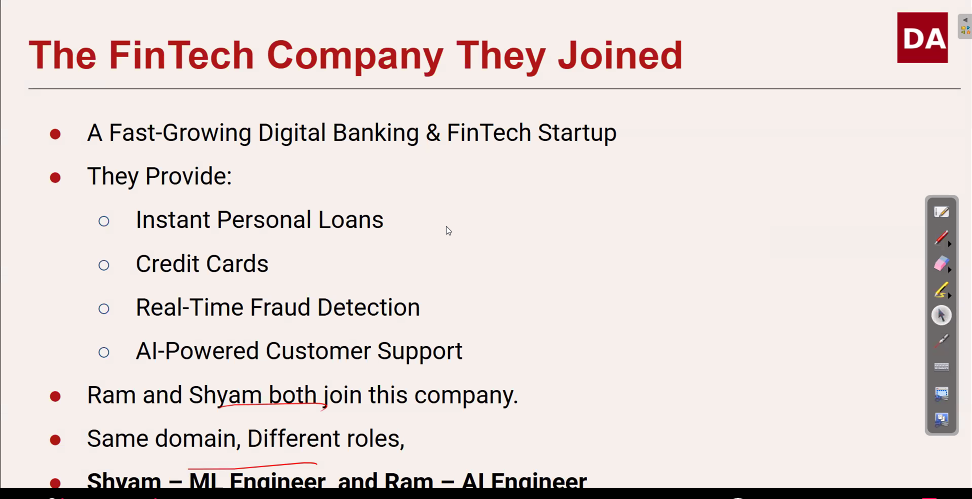 The FinTech Company They Joined
DA
● A Fast-Growing Digital Banking & FinTech Startup
● They Provide:
○ Instant Personal Loans
○ Credit Cards
○ Real-Time Fraud Detection
○ AI-Powered Customer Support
● Ram and Shyam both join this company.
● Same domain, Different roles,
● Shyam – ML Engineer, and Ram – AI Engineer